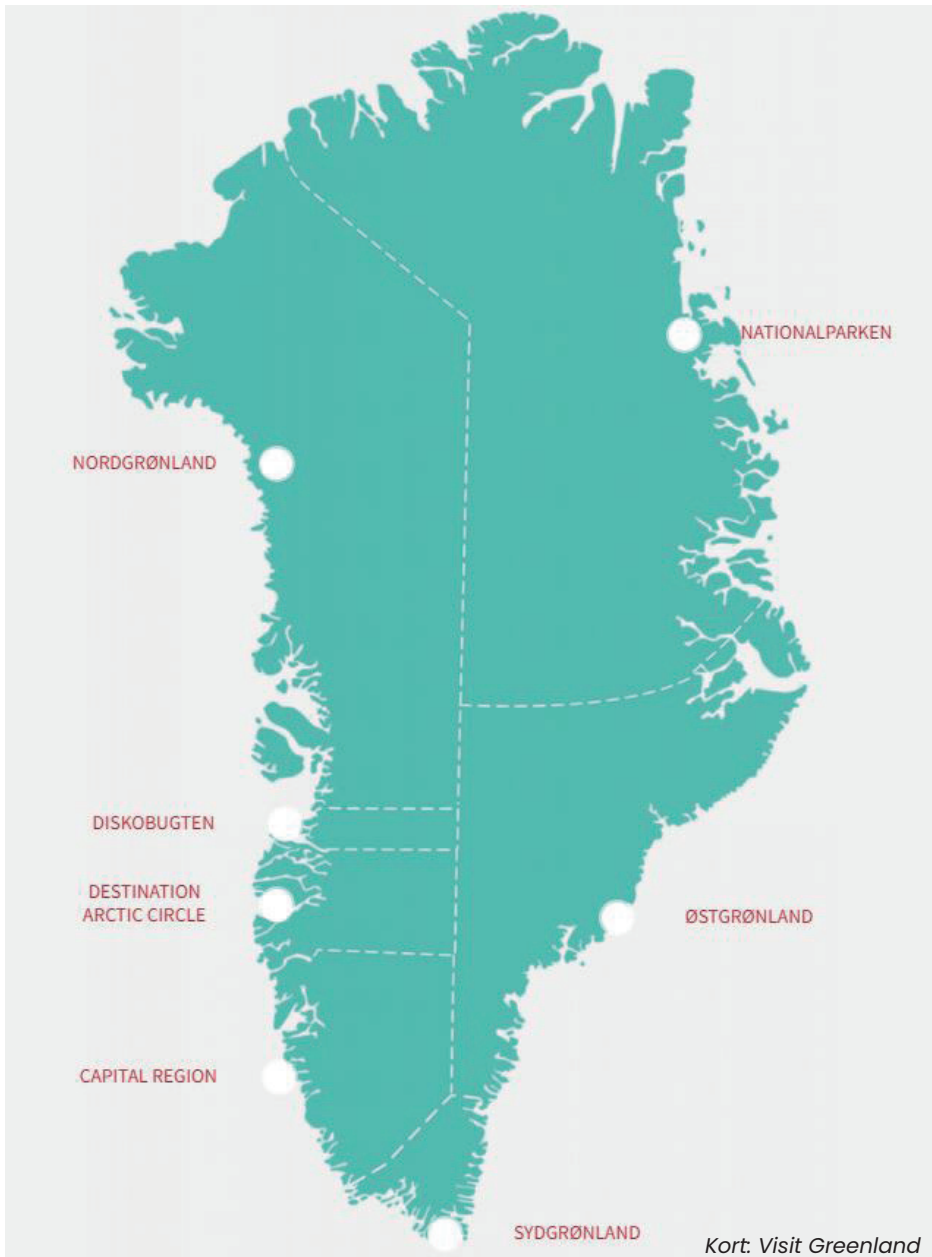 NATIONALPARKEN
NORDGRØNLAND
DISKOBUGTEN
DESTINATION
ARCTIC CIRCLE
ØSTGRØNLAND
CAPITAL REGION
SYDGRØNLAND
Kort: Visit Greenland